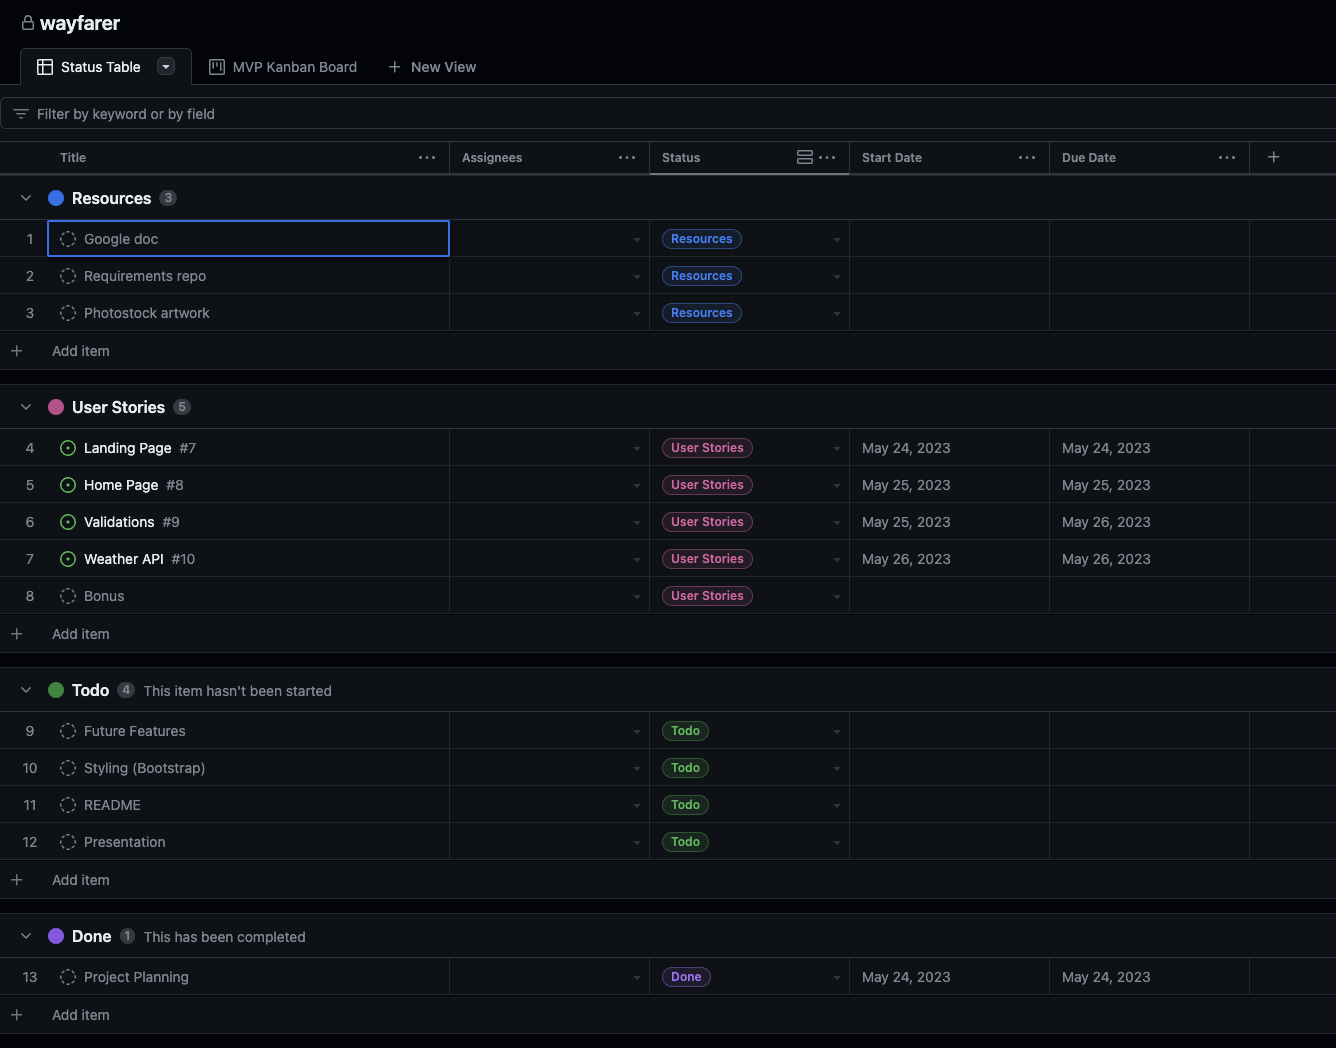 wayfarer
Status Table MVP Kanban Board New View
Filter by keyword or by field
Title Assignees Status Start Date Due Date
Resources 3
1 Google doc Resources
2 Requirements repo Resources
3 Photostock artwork Resources
Add item
User Stories 5
4 Landing Page #7 User Stories May 24, 2023 May 24, 2023
5 Home Page #8 User Stories May 25, 2023 May 25, 2023
6 Validations #9 User Stories May 25, 2023 May 26, 2023
7 Weather API #10 User Stories May 26, 2023 May 26, 2023
8 Bonus User Stories
Add item
Todo 4 This item hasn't been started
9 Future Features Todo
10 Styling (Bootstrap) Todo
11 README Todo
12 Presentation Todo
Add item
Done 1 This has been completed
13 Project Planning Done May 24, 2023 May 24, 2023
Add item